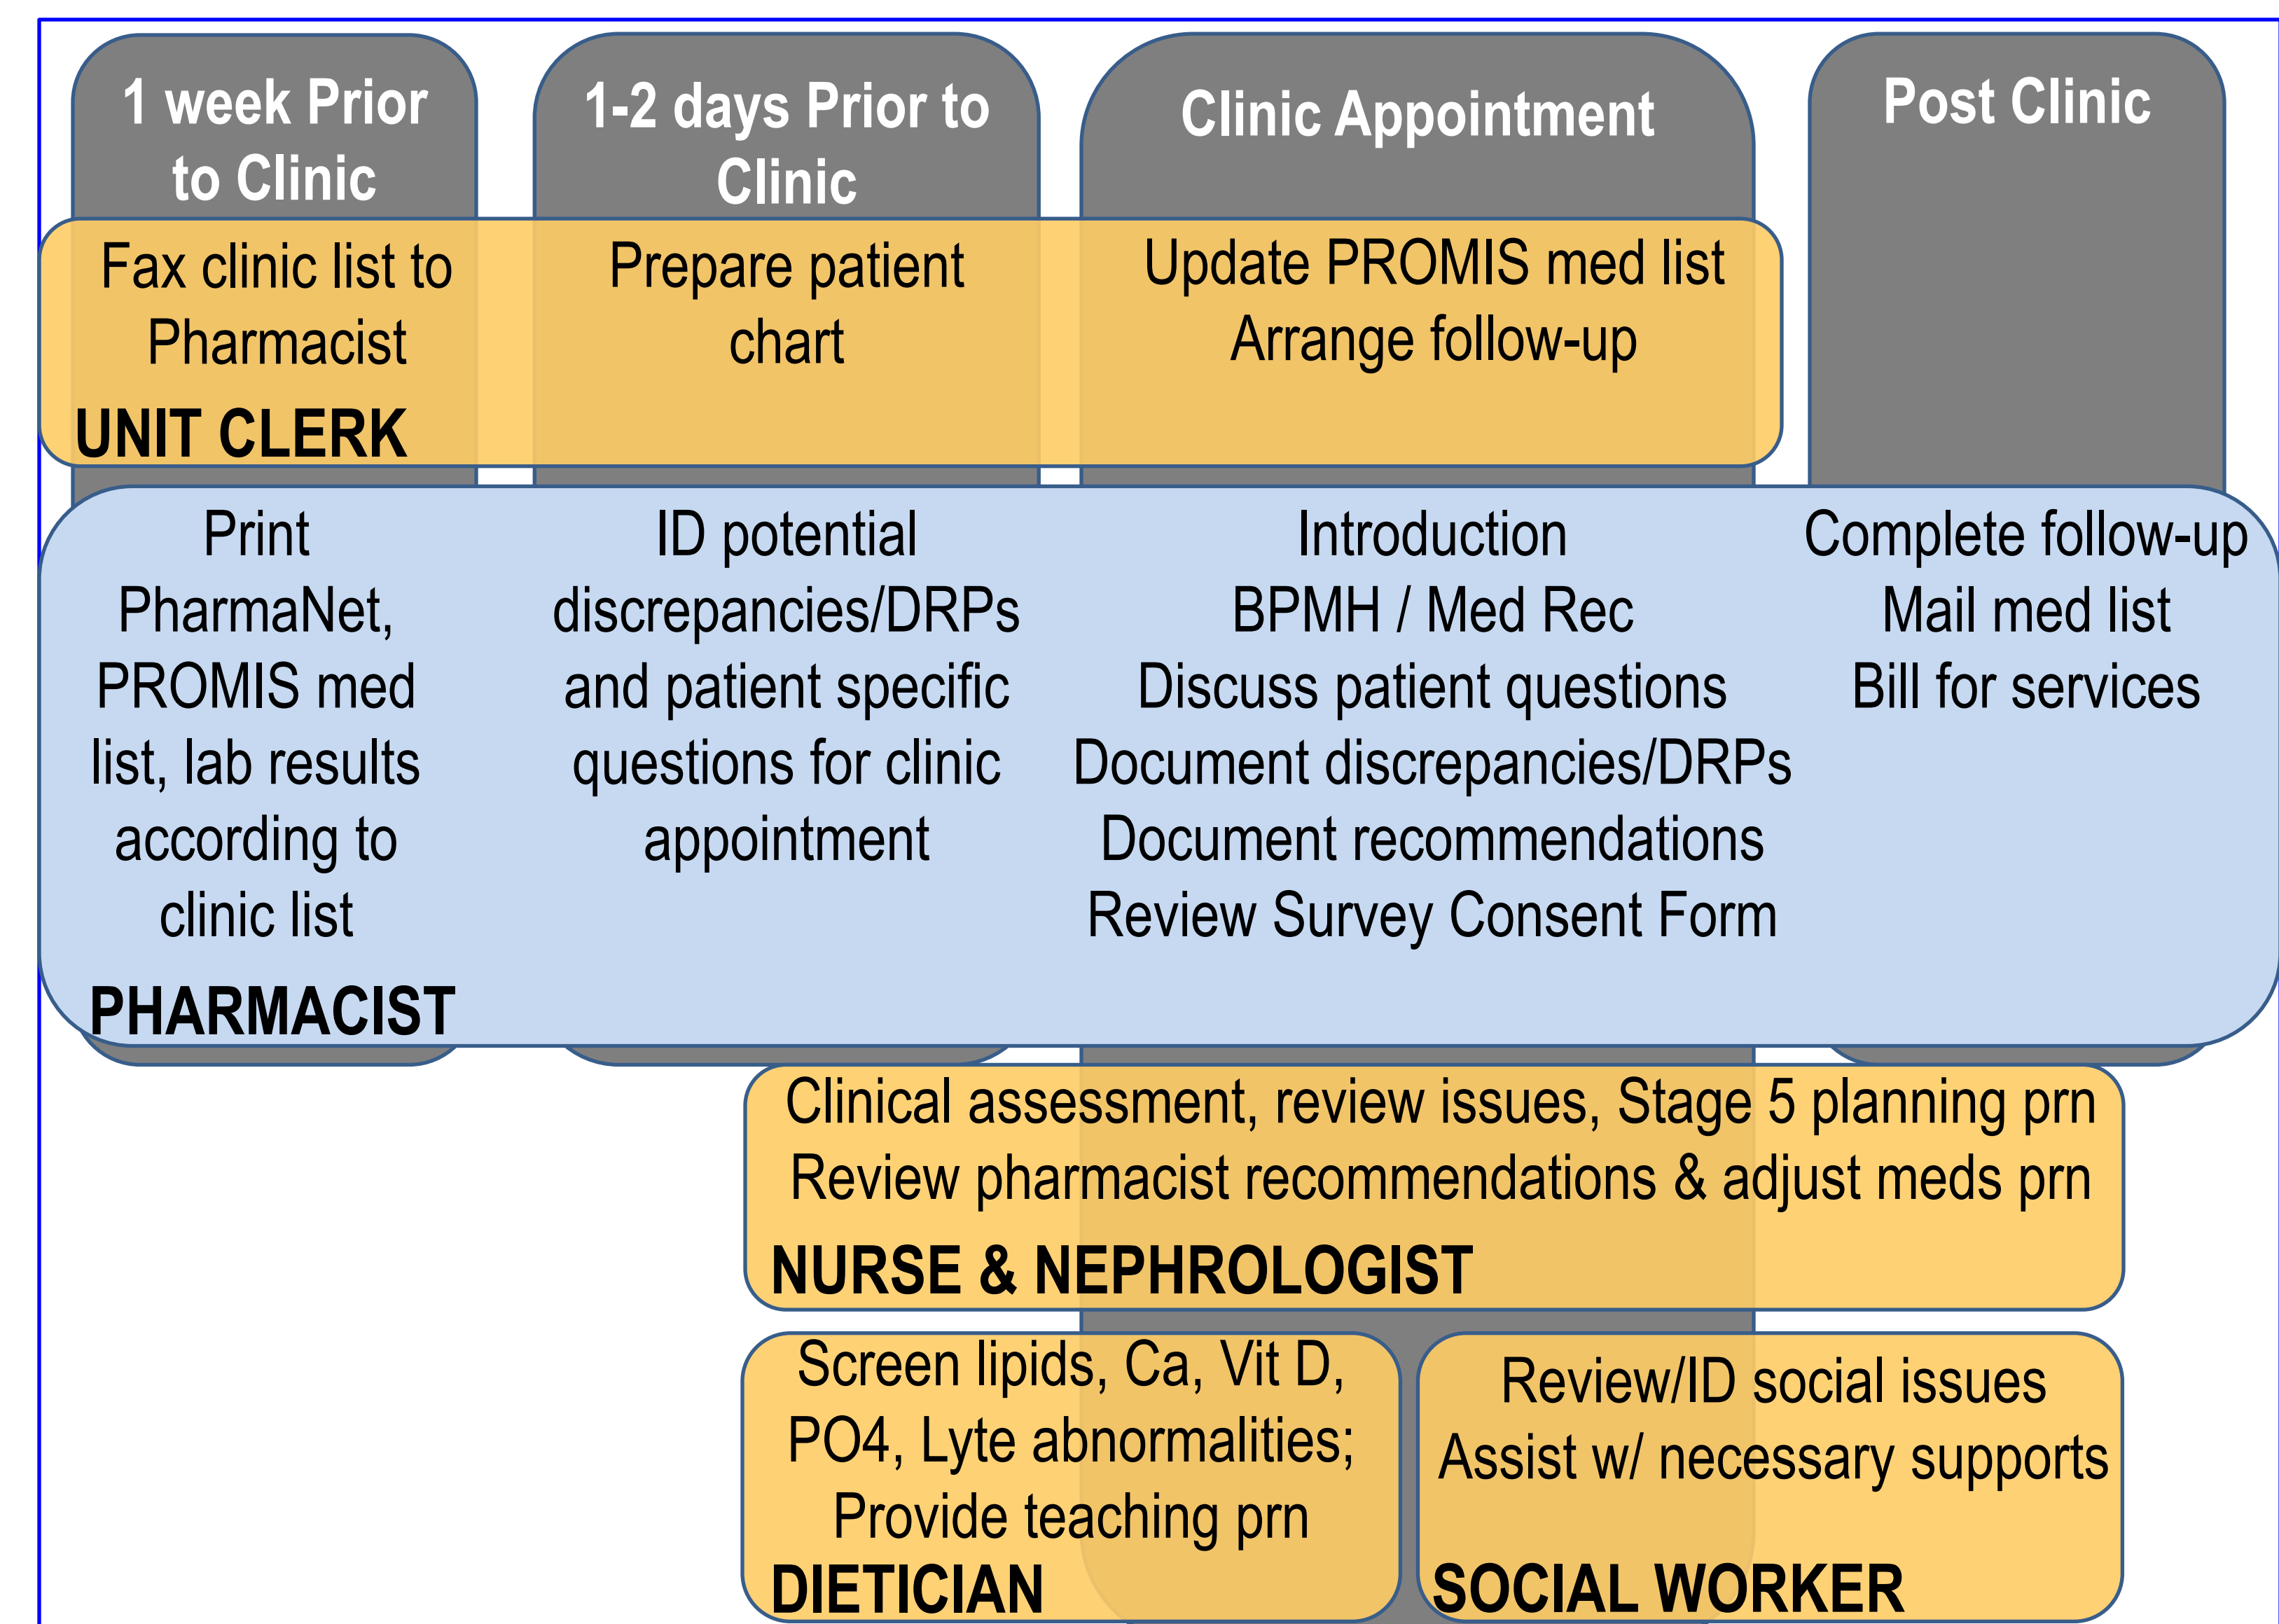 1 week Prior
to Clinic
1-2 days Prior to
Clinic
Clinic Appointment
Post Clinic
Fax clinic list to
Pharmacist
Prepare patient
chart
Update PROMIS med list
Arrange follow-up
UNIT CLERK
Print
PharmaNet,
PROMIS med
list, lab results
according to
clinic list
ID potential
discrepancies/DRPs
and patient specific
questions for clinic
appointment
Introduction
BPMH / Med Rec
Discuss patient questions
Document discrepancies/DRPs
Document recommendations
Review Survey Consent Form
Complete follow-up
Mail med list
Bill for services
PHARMACIST
Clinical assessment, review issues, Stage 5 planning prn
Review pharmacist recommendations & adjust meds prn
NURSE & NEPHROLOGIST
Screen lipids, Ca, Vit D,
PO4, Lyte abnormalities;
Provide teaching prn
DIETICIAN
Review/ID social issues
Assist w/ necessary supports
SOCIAL WORKER